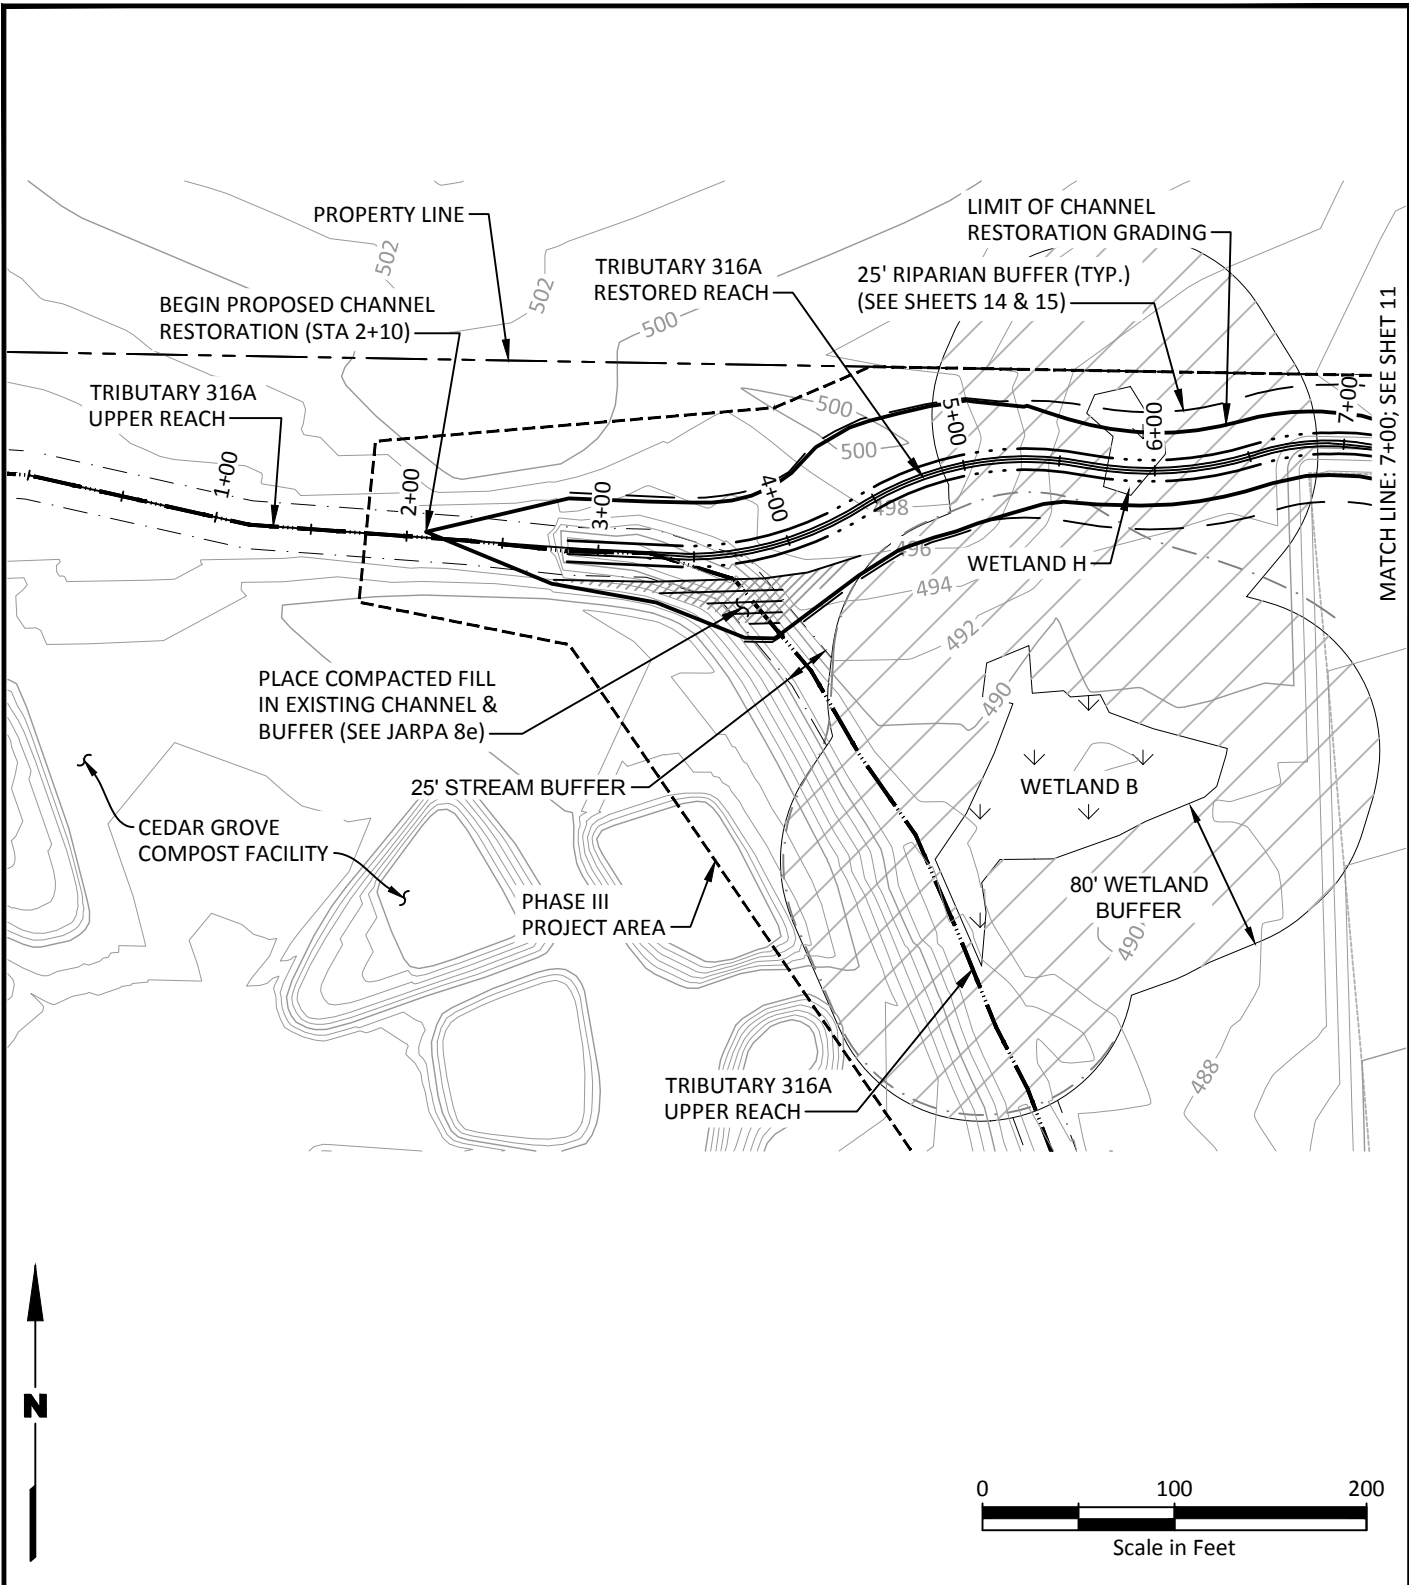 PROPERTY LINE
LIMIT OF CHANNEL
RESTORATION GRADING
502
502
500
TRIBUTARY 316A
RESTORED REACH
25' RIPARIAN BUFFER (TYP.)
(SEE SHEETS 14 & 15)
BEGIN PROPOSED CHANNEL
RESTORATION (STA 2+10)
MATCH LINE: 7+00; SEE SHET 11
TRIBUTARY 316A
UPPER REACH
1+00
2+00
3+00
4+00
5+00
6+00
7+00
500
500
498
496
494
492
490
WETLAND H
PLACE COMPACTED FILL
IN EXISTING CHANNEL &
BUFFER (SEE JARPA 8e)
25' STREAM BUFFER
WETLAND B
CEDAR GROVE
COMPOST FACILITY
PHASE III
PROJECT AREA
80' WETLAND
BUFFER
490
488
TRIBUTARY 316A
UPPER REACH
N
0 100 200
Scale in Feet